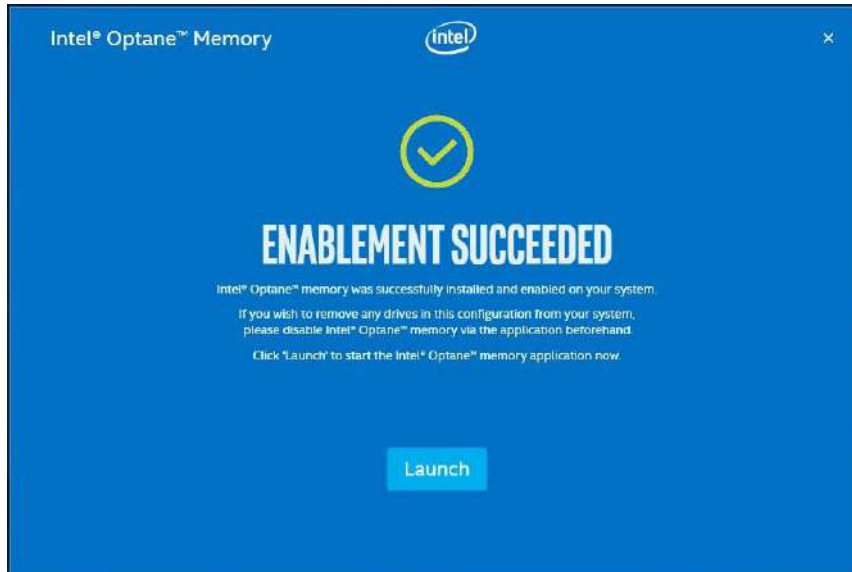 Intel® Optane™ Memory
intel
×
ENABLEMENT SUCCEEDED
Intel® Optane™ memory was successfully installed and enabled on your system.
If you wish to remove any drives in this configuration from your system,
please disable Intel® Optane™ memory via the application beforehand.
Click 'Launch' to start the Intel® Optane™ memory application now.
Launch